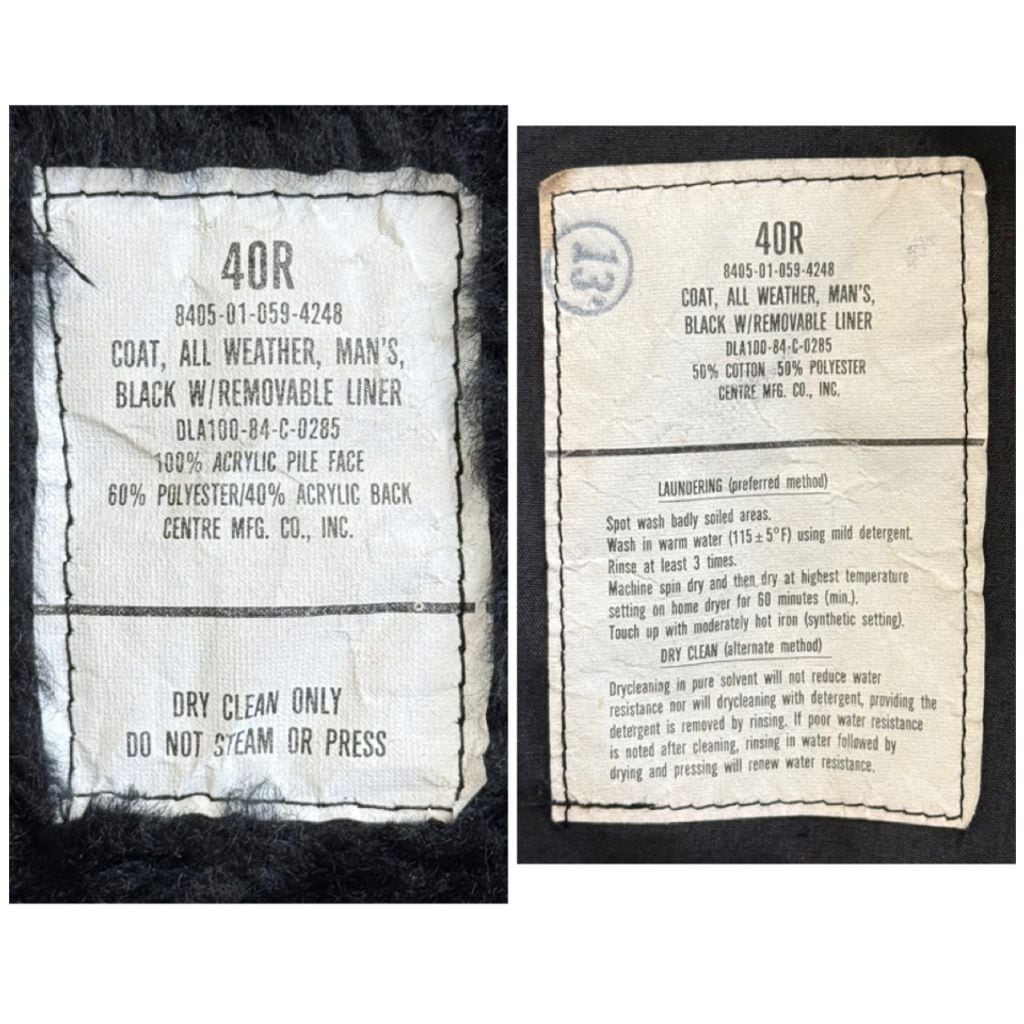 40R
8405-01-059-4248
COAT, ALL WEATHER, MAN'S,
BLACK W/REMOVABLE LINER
DLA100-84-C-0285
100% ACRYLIC PILE FACE
60% POLYESTER/40% ACRYLIC BACK
CENTRE MFG. CO., INC.
DRY CLEAN ONLY
DO NOT STEAM OR PRESS
13
40R
8405-01-059-4248
COAT, ALL WEATHER, MAN'S,
BLACK W/REMOVABLE LINER
DLA100-84-C-0285
50% COTTON 50% POLYESTER
CENTRE MFG. CO., INC.
LAUNDERING (preferred method)
Spot wash badly soiled areas.
Wash in warm water (115 ± 5°F) using mild detergent.
Rinse at least 3 times.
Machine spin dry and then dry at highest temperature
setting on home dryer for 60 minutes (min.).
Touch up with moderately hot iron (synthetic setting).
DRY CLEAN (alternate method)
Drycleaning in pure solvent will not reduce water
resistance nor will drycleaning with detergent, providing the
detergent is removed by rinsing. If poor water resistance
is noted after cleaning, rinsing in water followed by
drying and pressing will renew water resistance.